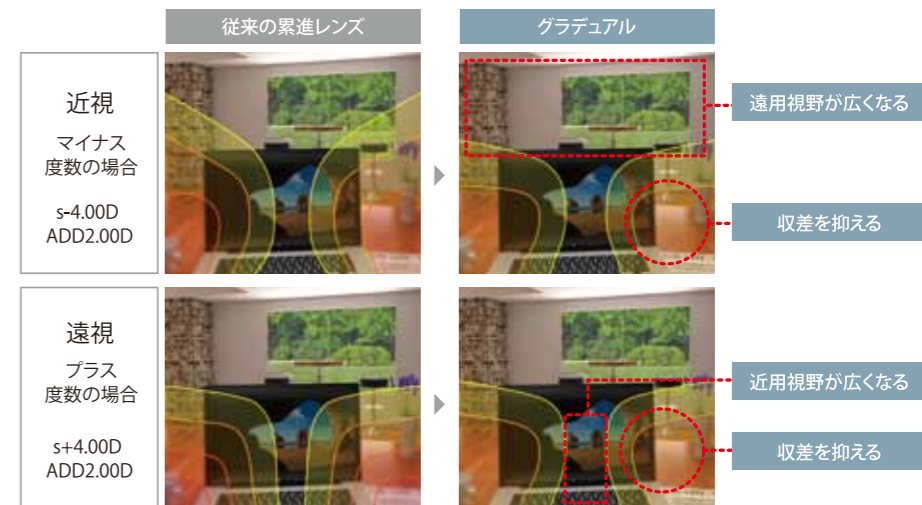 従来の累進レンズ
グラデュアル
近視
マイナス
度数の場合
s-4.00D
ADD2.00D
遠用視野が広くなる
収差を抑える
遠視
プラス
度数の場合
s+4.00D
ADD2.00D
近用視野が広くなる
収差を抑える